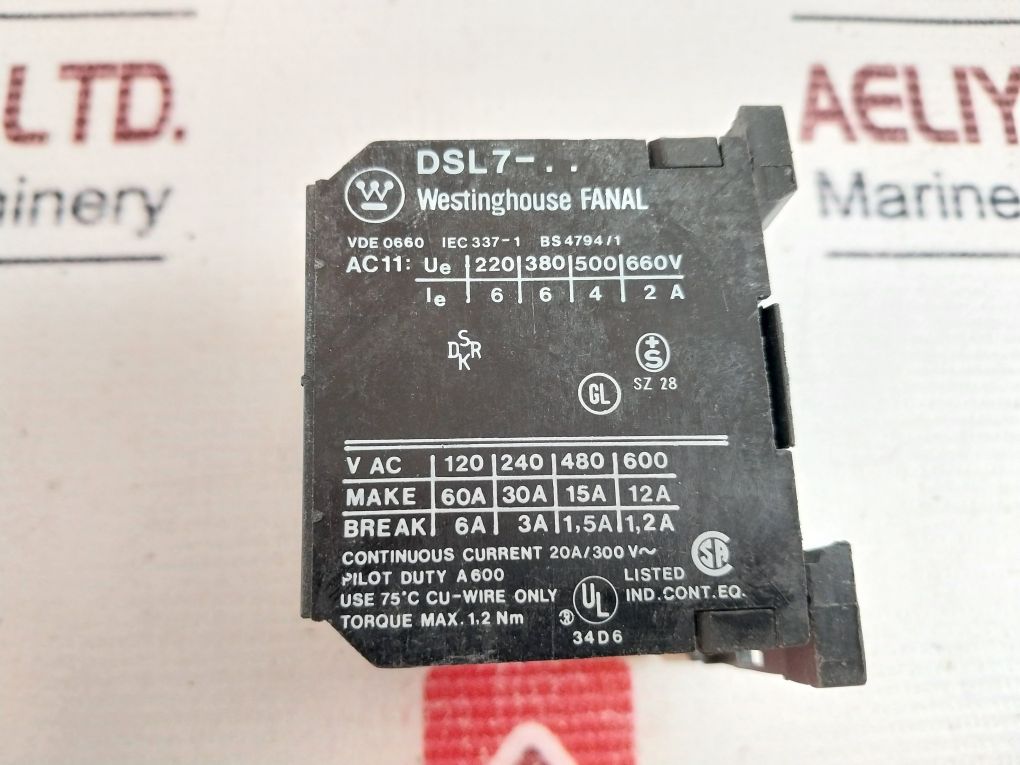 LTD.
AELIY
hinery
Marine
DSL7-..
W
Westinghouse FANAL
VDE 0660 IEC 337-1 BS 4794/1
AC11: Ue 220 380 500 660V
Ie 6 6 4 2 A
DSRK
+S
SZ 28
GL
V AC 120 240 480 600
MAKE 60A 30A 15A 12A
BREAK 6A 3A 1,5A 1,2A
CONTINUOUS CURRENT 20A/300V~
PILOT DUTY A600
USE 75°C CU-WIRE ONLY
TORQUE MAX. 1,2 Nm
UL
34D6
LISTED
IND. CONT. EQ.
SA